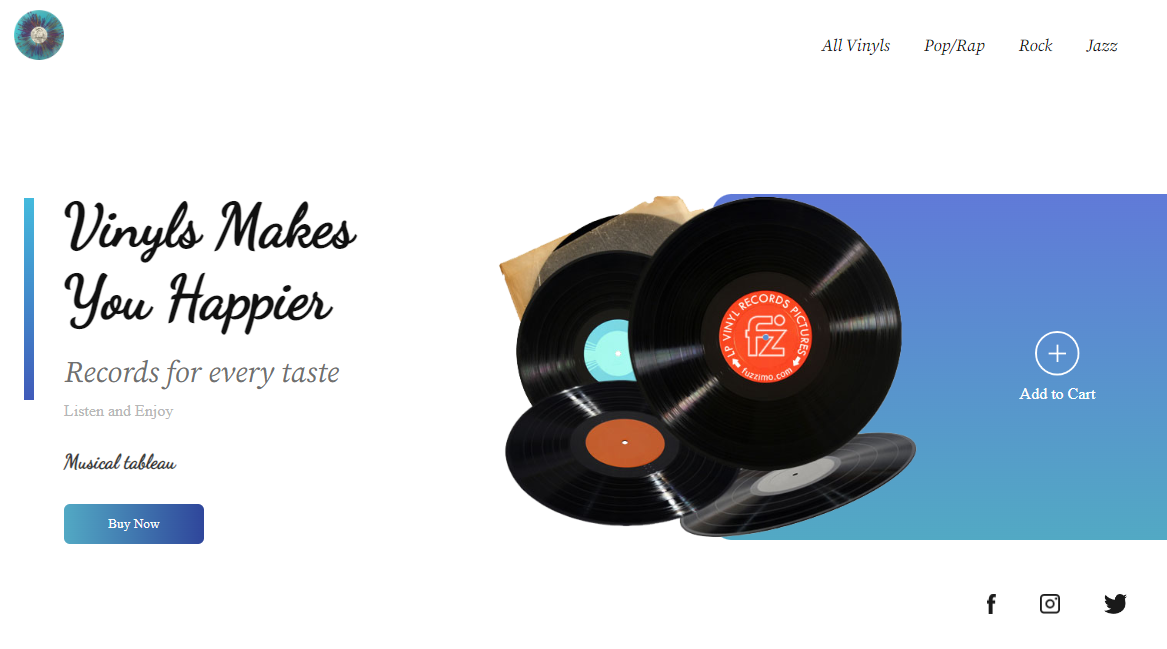 All Vinyls Pop/Rap Rock Jazz
Vinyls Makes
You Happier
Records for every taste
Listen and Enjoy
Musical tableau
Buy Now
LP VINYL RECORDS PICTURES
fiz
fuzzimo.com
Add to Cart